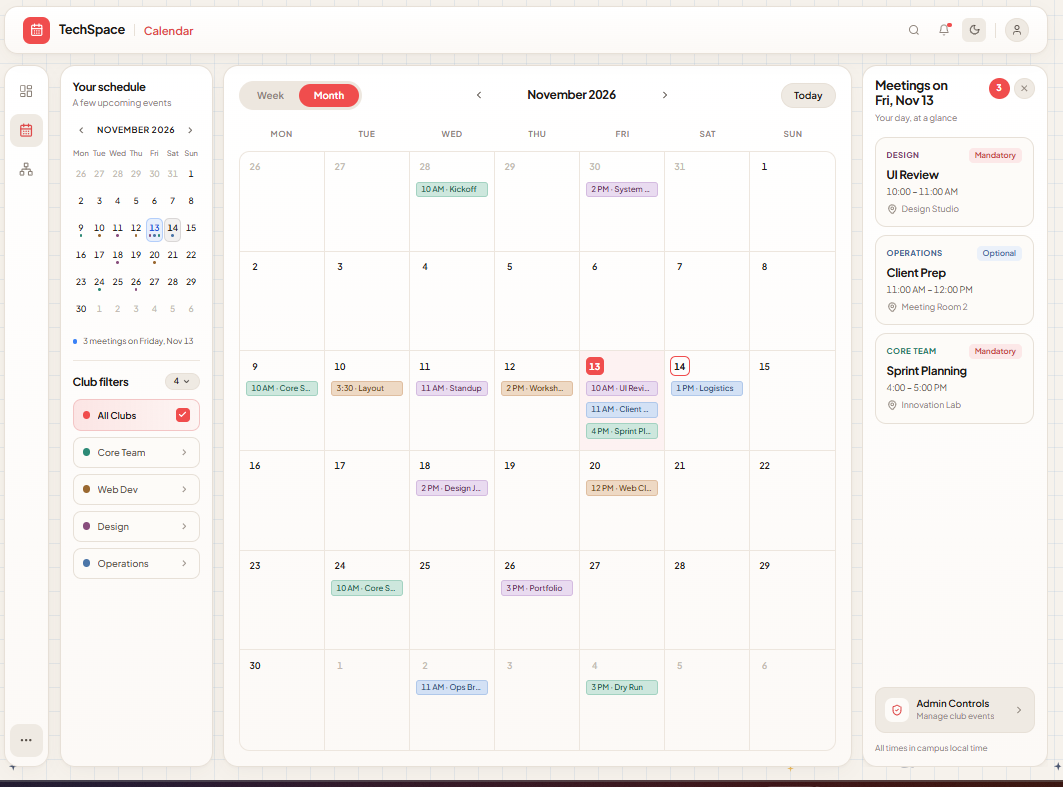 TechSpace
Calendar
Your schedule
A few upcoming events
NOVEMBER 2026
Mon Tue Wed Thu Fri Sat Sun
26 27 28 29 30 31 1
2 3 4 5 6 7 8
9 10 11 12 13 14 15
16 17 18 19 20 21 22
23 24 25 26 27 28 29
30 1 2 3 4 5 6
3 meetings on Friday, Nov 13
Club filters
4
All Clubs
Core Team
Web Dev
Design
Operations
Week
Month
November 2026
Today
MON TUE WED THU FRI SAT SUN
26 27 28 29 30 31 1
10 AM · Kickoff
2 PM · System ...
2 3 4 5 6 7 8
9 10 11 12 13 14 15
10 AM · Core S...
3:30 · Layout
11 AM · Standup
2 PM · Worksh...
10 AM · UI Revi...
1 PM · Logistics
11 AM · Client ...
4 PM · Sprint Pl...
16 17 18 19 20 21 22
2 PM · Design J...
12 PM · Web Cl...
23 24 25 26 27 28 29
10 AM · Core S...
3 PM · Portfolio
30 1 2 3 4 5 6
11 AM · Ops Br...
3 PM · Dry Run
Meetings on
Fri, Nov 13
3
Your day, at a glance
DESIGN
Mandatory
UI Review
10:00 – 11:00 AM
Design Studio
OPERATIONS
Optional
Client Prep
11:00 AM – 12:00 PM
Meeting Room 2
CORE TEAM
Mandatory
Sprint Planning
4:00 – 5:00 PM
Innovation Lab
Admin Controls
Manage club events
All times in campus local time